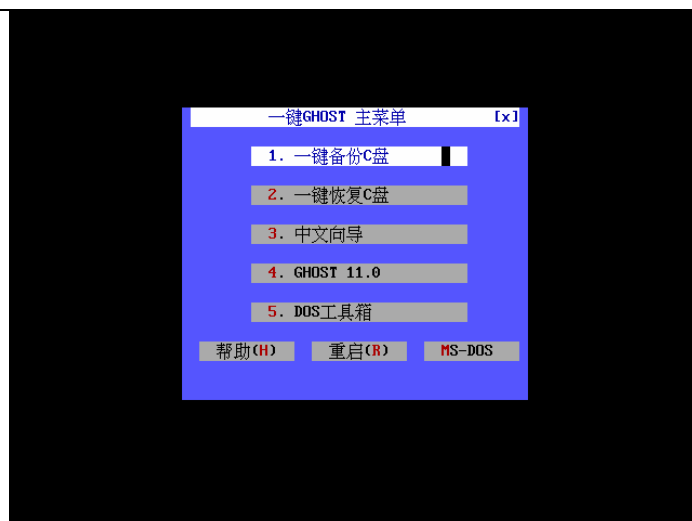 一键GHOST 主菜单 [x]
1. 一键备份C盘
2. 一键恢复C盘
3. 中文向导
4. GHOST 11.0
5. DOS工具箱
帮助(H) 重启(R) MS-DOS